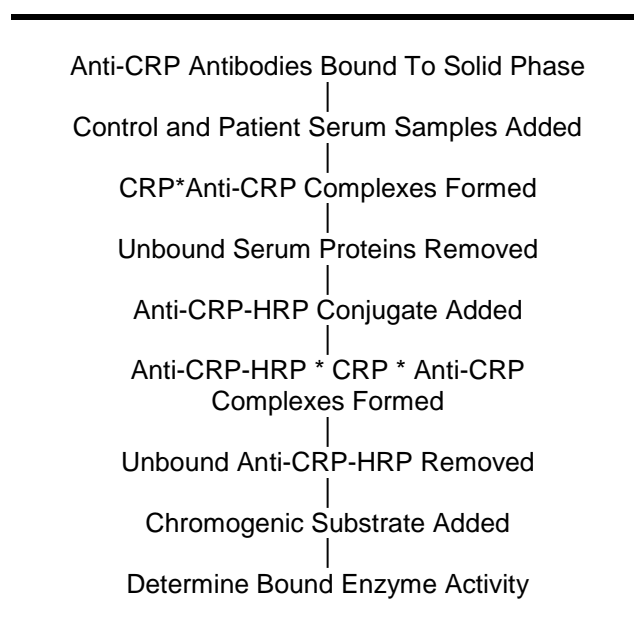 Anti-CRP Antibodies Bound To Solid Phase
Control and Patient Serum Samples Added
CRP*Anti-CRP Complexes Formed
Unbound Serum Proteins Removed
Anti-CRP-HRP Conjugate Added
Anti-CRP-HRP * CRP * Anti-CRP
Complexes Formed
Unbound Anti-CRP-HRP Removed
Chromogenic Substrate Added
Determine Bound Enzyme Activity